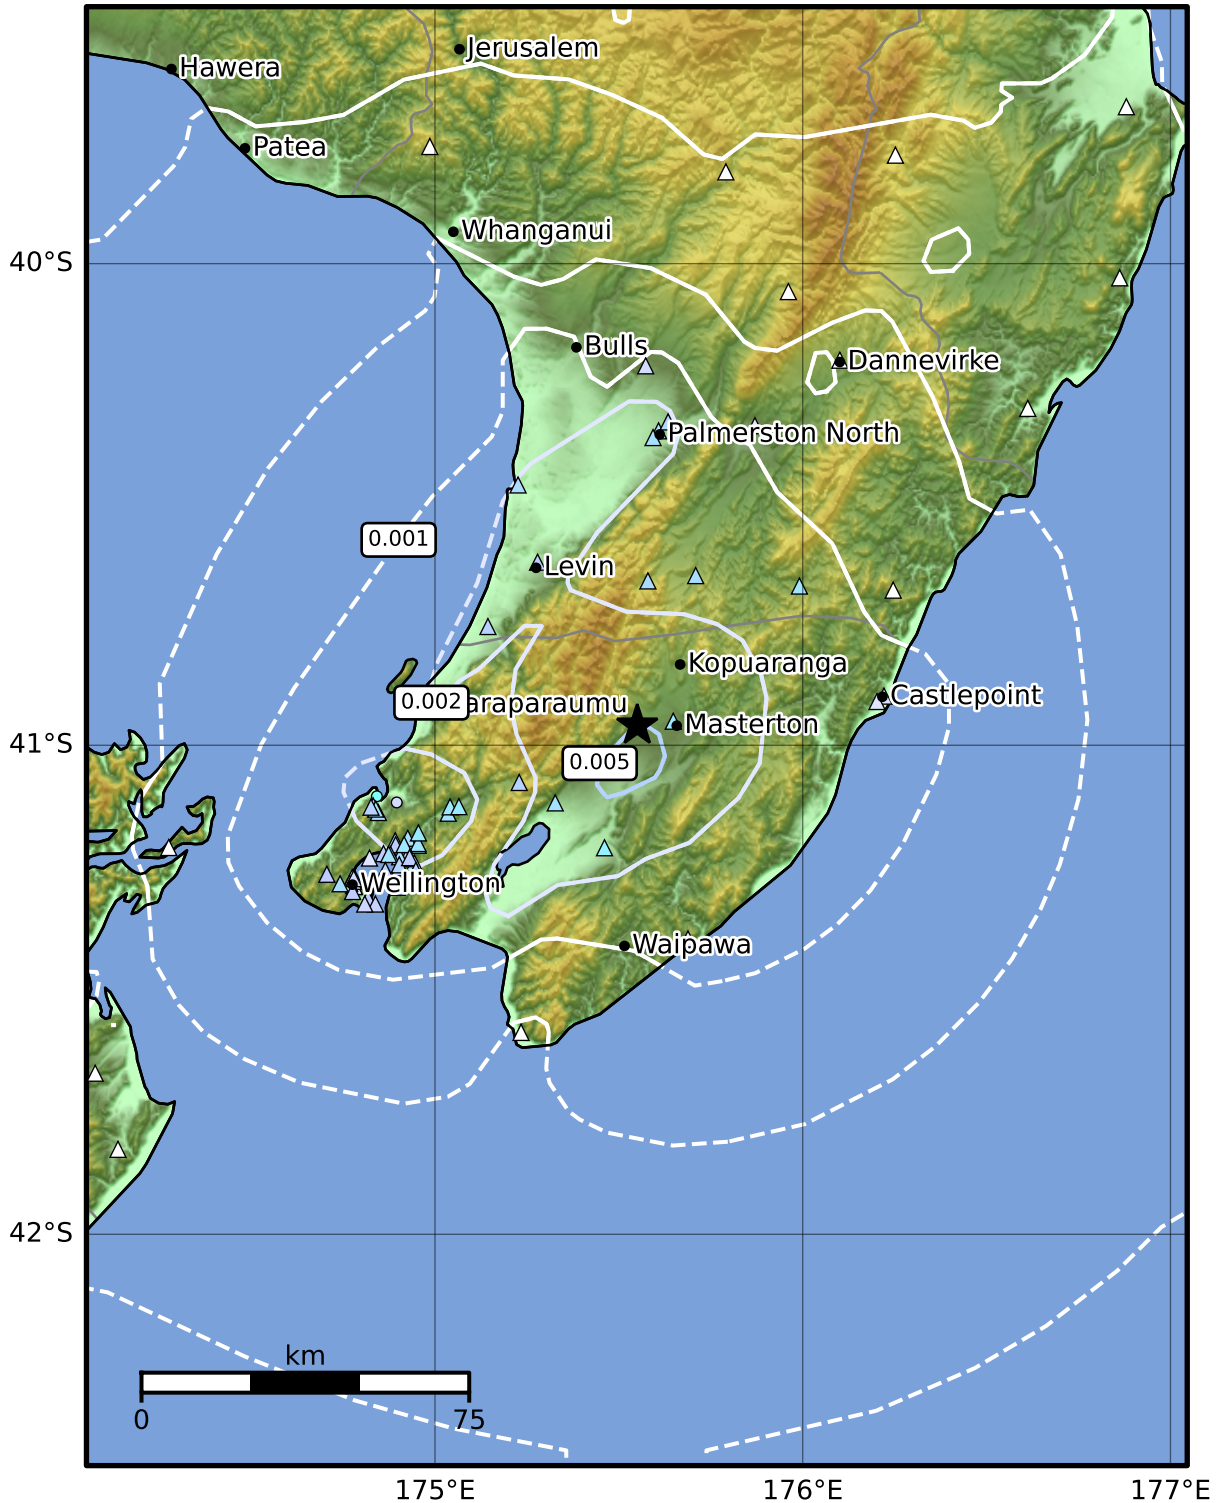 Jerusalem
Hawera
Patea
Whanganui
40°S
Bulls
Dannevirke
Palmerston North
0.001
Levin
Kopuaranga
0.002
araparaumu
Castlepoint
Masterton
41°S
0.005
Wellington
Waipawa
42°S
km
0
75
175°E
176°E
177°E